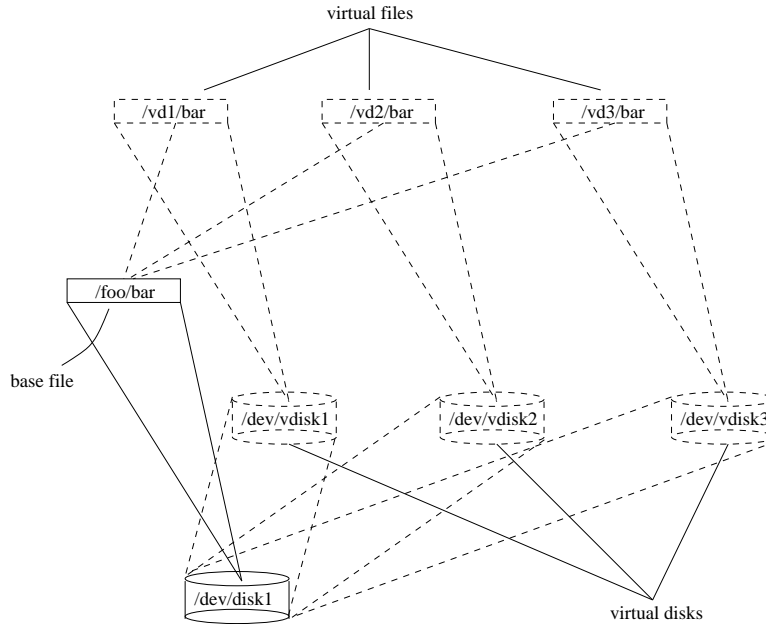 virtual files
/vd1/bar
/vd2/bar
/vd3/bar
/foo/bar
base file
/dev/vdisk1
/dev/vdisk2
/dev/vdisk3
/dev/disk1
virtual disks